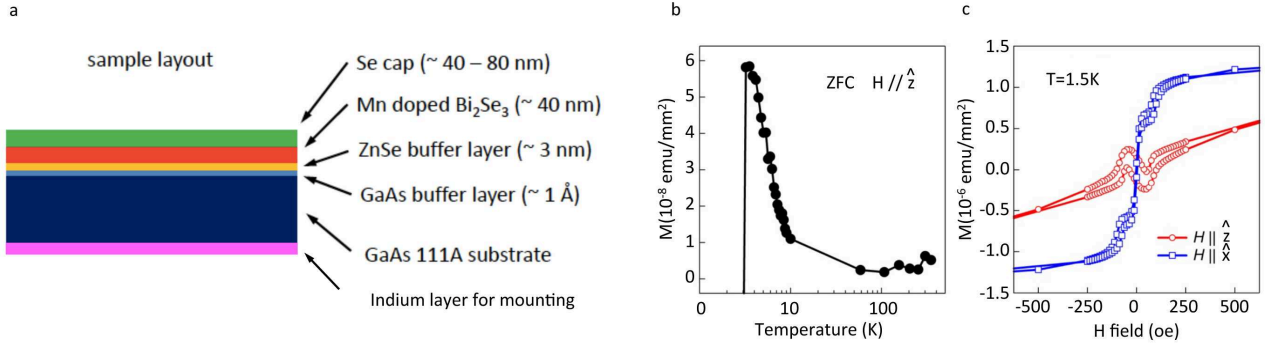 a
sample layout
Se cap (~ 40 – 80 nm)
Mn doped Bi₂Se₃ (~ 40 nm)
ZnSe buffer layer (~ 3 nm)
GaAs buffer layer (~ 1 Å)
GaAs 111A substrate
Indium layer for mounting
b
ZFC H // ẑ
M(10⁻⁸ emu/mm²)
6
5
4
3
2
1
0
0 10 100
Temperature (K)
c
T=1.5K
M(10⁻⁶ emu/mm²)
1.5
1.0
0.5
0.0
-0.5
-1.0
-1.5
H || ẑ
H || x̂
-500 -250 0 250 500
H field (oe)